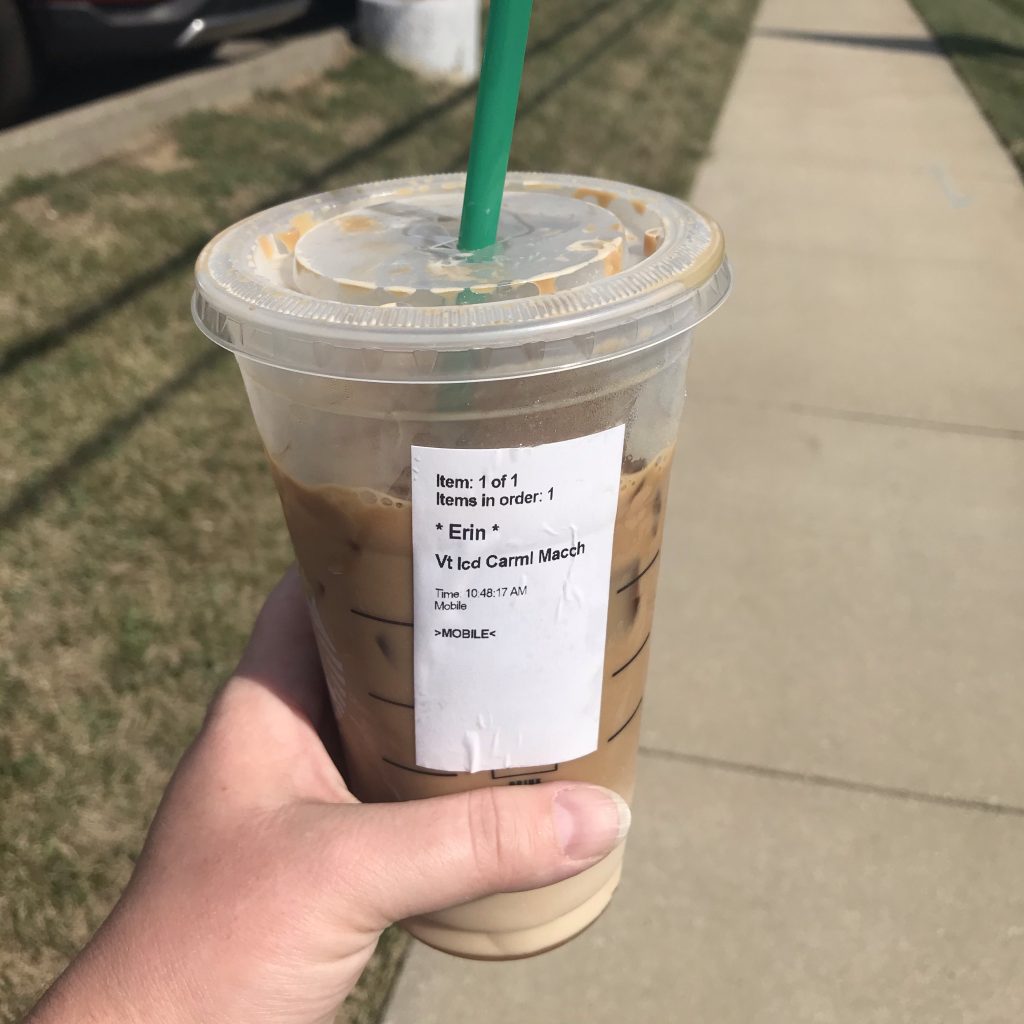 Item: 1 of 1
Items in order: 1
* Erin *
Vt Icd Carml Macch
Time: 10:48:17 AM
Mobile
>MOBILE<